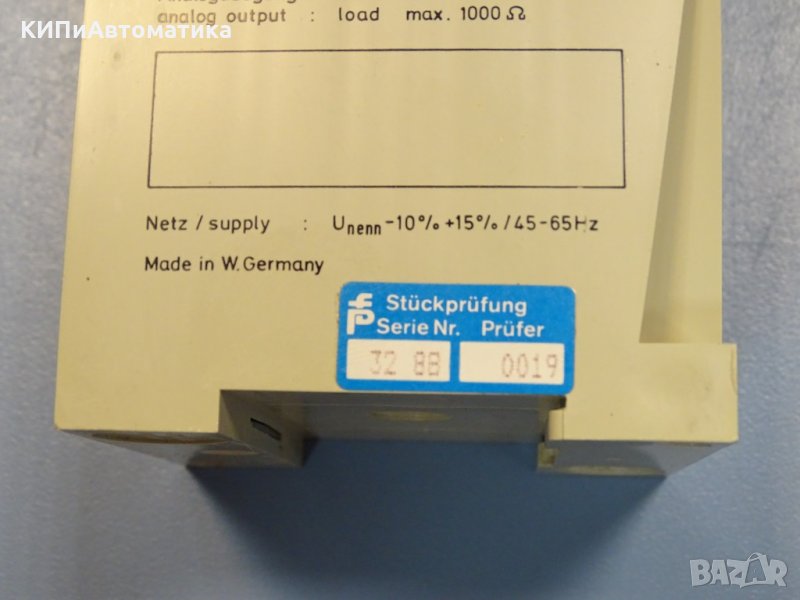 analog output : load max. 1000 Ω
КИПиАвтоматика
Netz / supply : Unenn -10% +15% / 45-65Hz
Made in W. Germany
Stückprüfung
Serie Nr. Prüfer
32 88 0019
BAZAR